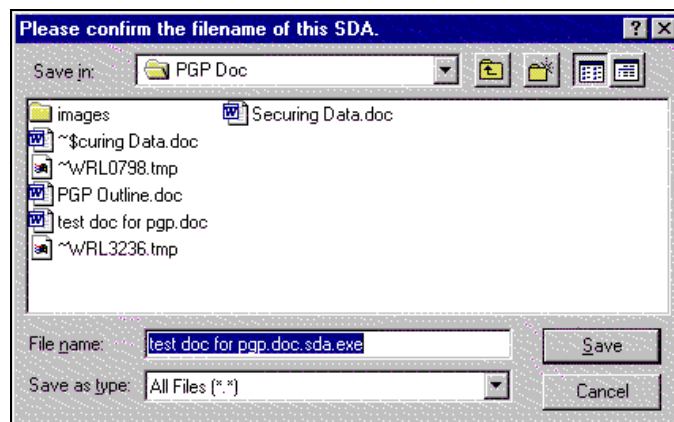 Please confirm the filename of this SDA.
Save in: PGP Doc
images Securing Data.doc
~$curing Data.doc
~WRL0798.tmp
PGP Outline.doc
test doc for pgp.doc
~WRL3236.tmp
File name: test doc for pgp.doc.sda.exe Save
Save as type: All Files (*.*) Cancel